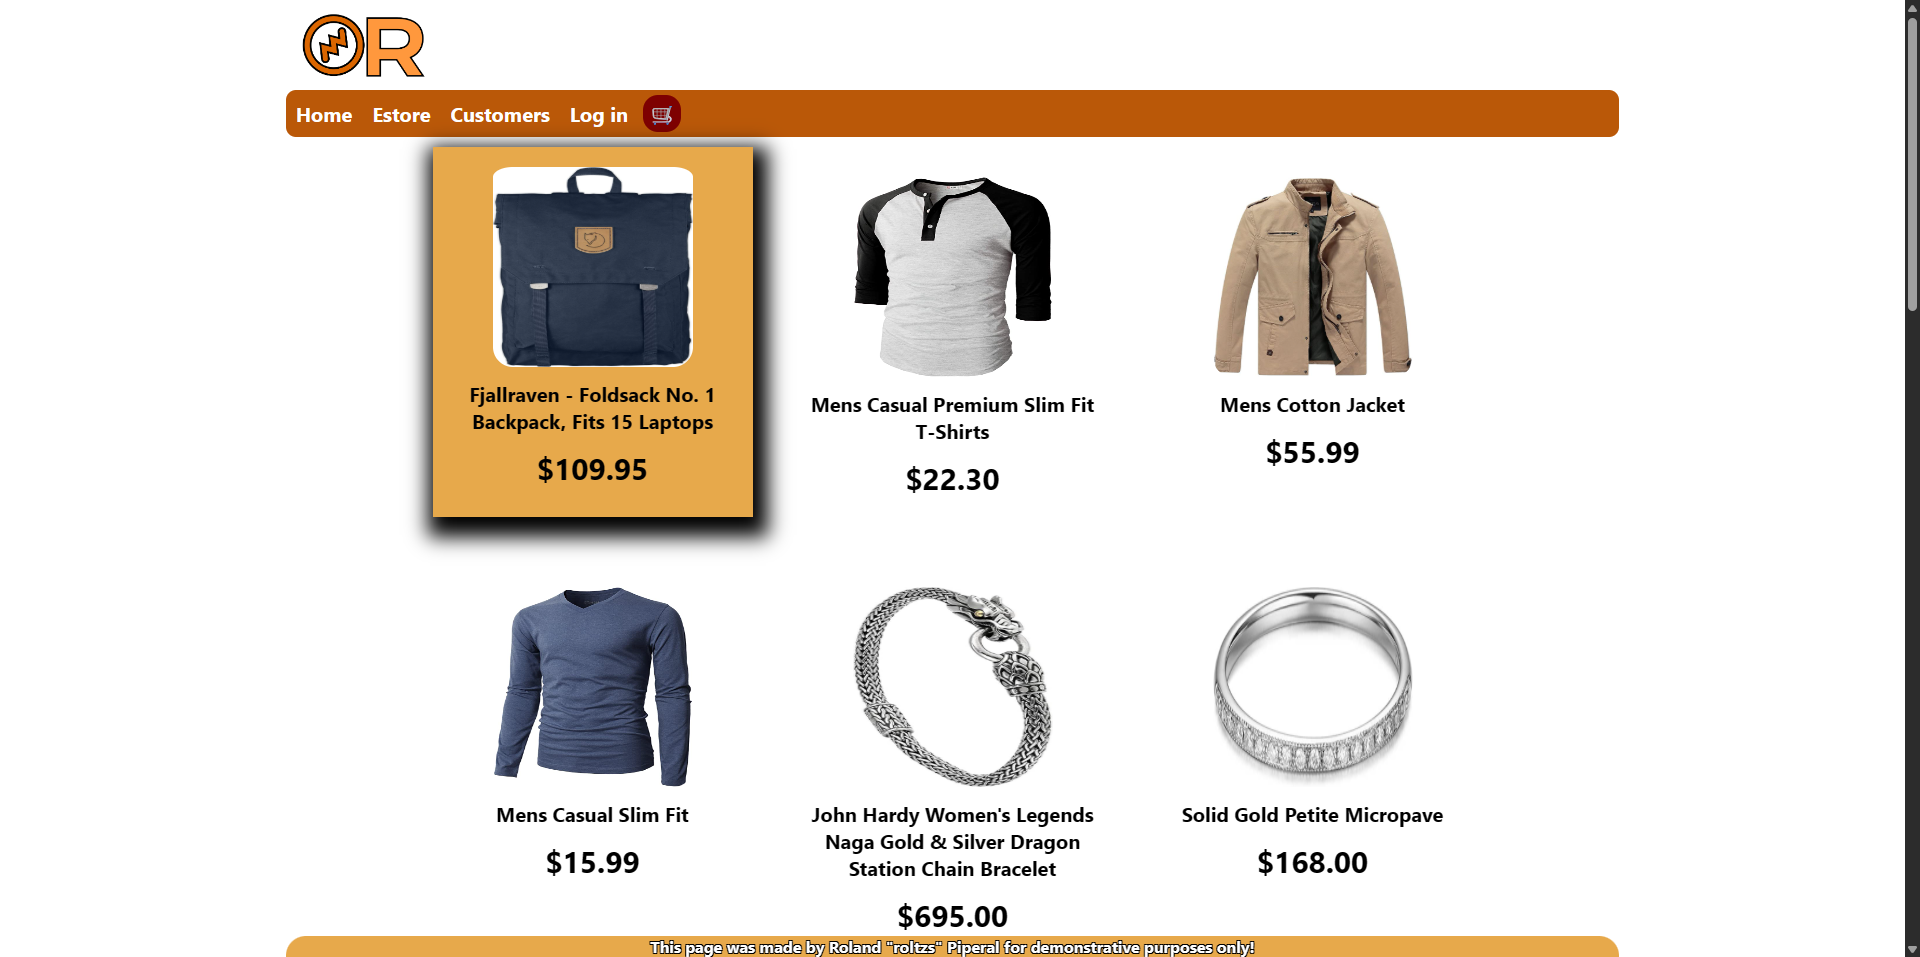 OR
Home Estore Customers Log in
Fjallraven - Foldsack No. 1
Backpack, Fits 15 Laptops
$109.95
Mens Casual Premium Slim Fit
T-Shirts
$22.30
Mens Cotton Jacket
$55.99
Mens Casual Slim Fit
$15.99
John Hardy Women's Legends
Naga Gold & Silver Dragon
Station Chain Bracelet
$695.00
Solid Gold Petite Micropave
$168.00
This page was made by Roland "roltzs" Piperal for demonstrative purposes only!